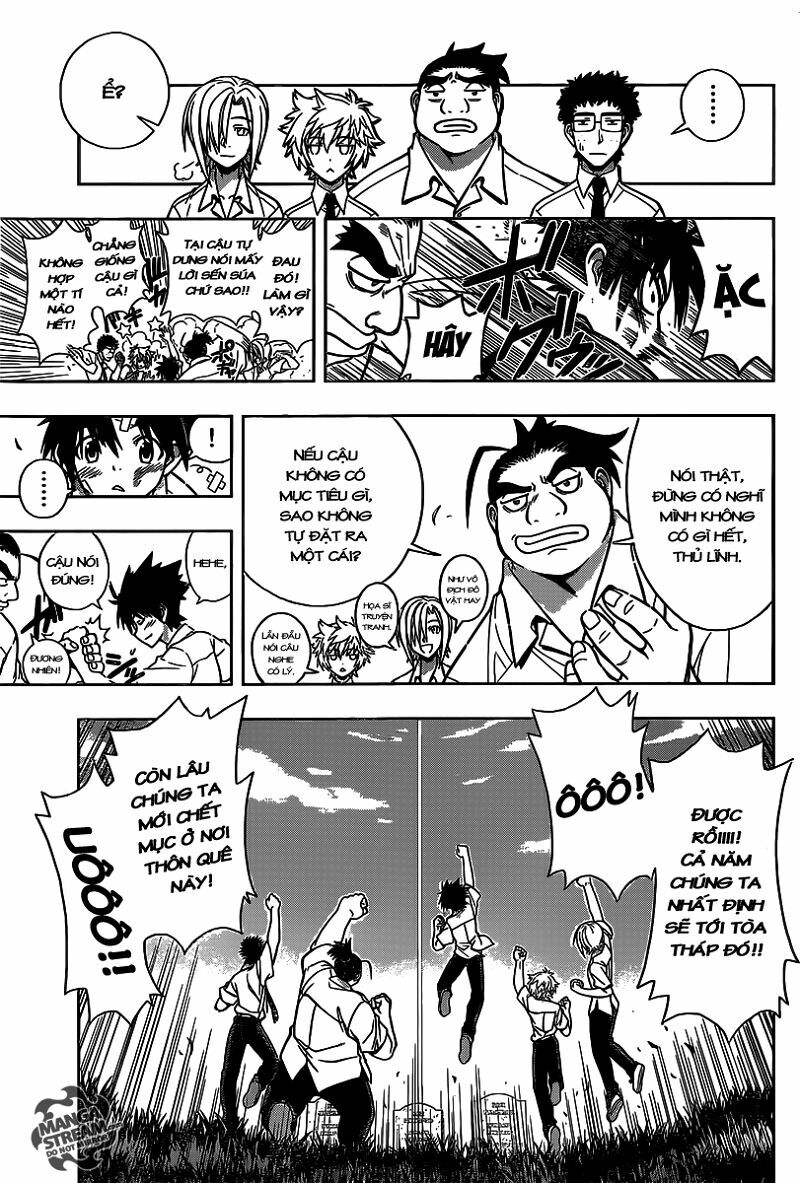 ......
Ể?
ẶC
HÂY
ĐAU
ĐÓ!
LÀM GÌ
VẬY?
TẠI CẬU TỰ
DUNG NÓI MẤY
LỜI SẾN SÚA
CHỨ SAO!!
CHẲNG
GIỐNG
CẬU GÌ
CẢ!
KHÔNG
HỢP
MỘT TÍ
NÀO
HẾT!
NÓI THẬT,
ĐỪNG CÓ NGHĨ
MÌNH KHÔNG
CÓ GÌ HẾT,
THỦ LĨNH.
NẾU CẬU
KHÔNG CÓ
MỤC TIÊU GÌ,
SAO KHÔNG
TỰ ĐẶT RA
MỘT CÁI?
NHƯ VÔ
ĐỊCH ĐÔ
VẬT HAY
HỌA SĨ
TRUYỆN
TRANH.
LẦN ĐẦU
NÓI CÂU
NGHE
CÓ LÝ.
!
......
HEHE,
CẬU NÓI
ĐÚNG!
ĐƯƠNG
NHIÊN!
ÔÔÔ!
ĐƯỢC
RỒIIII!
CẢ NĂM
CHÚNG TA
NHẤT ĐỊNH
SẼ TỚI TÒA
THÁP ĐÓ!!
CÒN LÂU
CHÚNG TA
MỚI CHẾT
MỤC Ở NƠI
THÔN QUÊ
NÀY!
UÔÔÔ!!
MANGA
STREAM